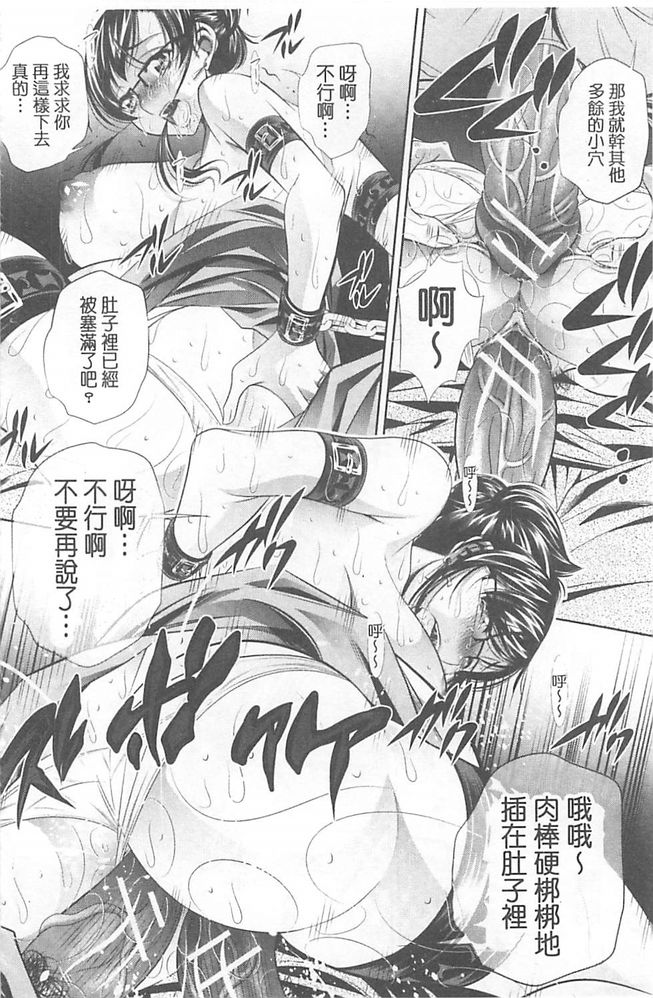 那我就幹其他
多餘的小穴
啊～
呀啊…
不行啊…
我求求你
再這樣下去
真的…
肚子裡已經
被塞滿了吧？
呼～
呀啊…
不行啊
不要再說了…
呼～
呼～
哦哦～
肉棒硬梆梆地
插在肚子裡